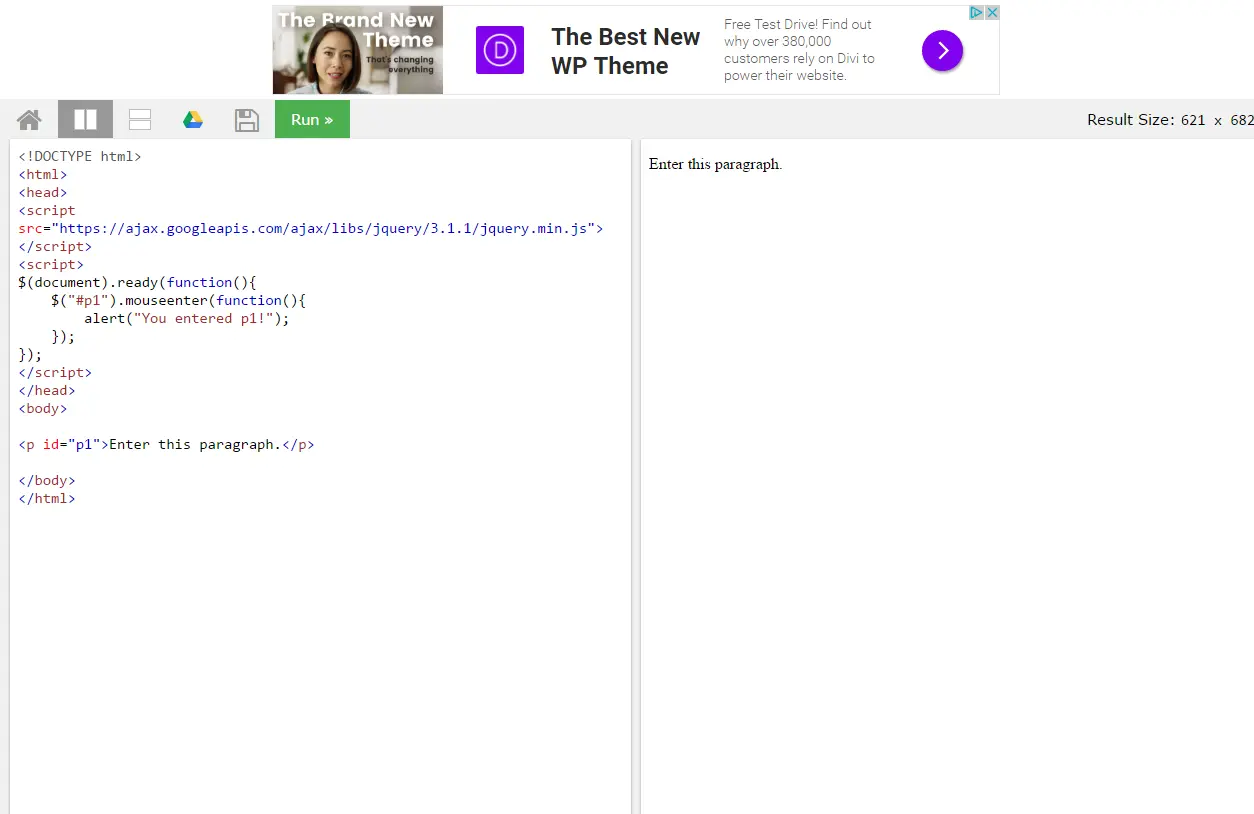 The Brand New
Theme
That's changing
everything
D
The Best New
WP Theme
Free Test Drive! Find out
why over 380,000
customers rely on Divi to
power their website.
Run »
Result Size: 621 x 682
<!DOCTYPE html>
<html>
<head>
<script
src="https://ajax.googleapis.com/ajax/libs/jquery/3.1.1/jquery.min.js">
</script>
<script>
$(document).ready(function(){
    $("#p1").mouseenter(function(){
        alert("You entered p1!");
    });
});
</script>
</head>
<body>
<p id="p1">Enter this paragraph.</p>
</body>
</html>
Enter this paragraph.